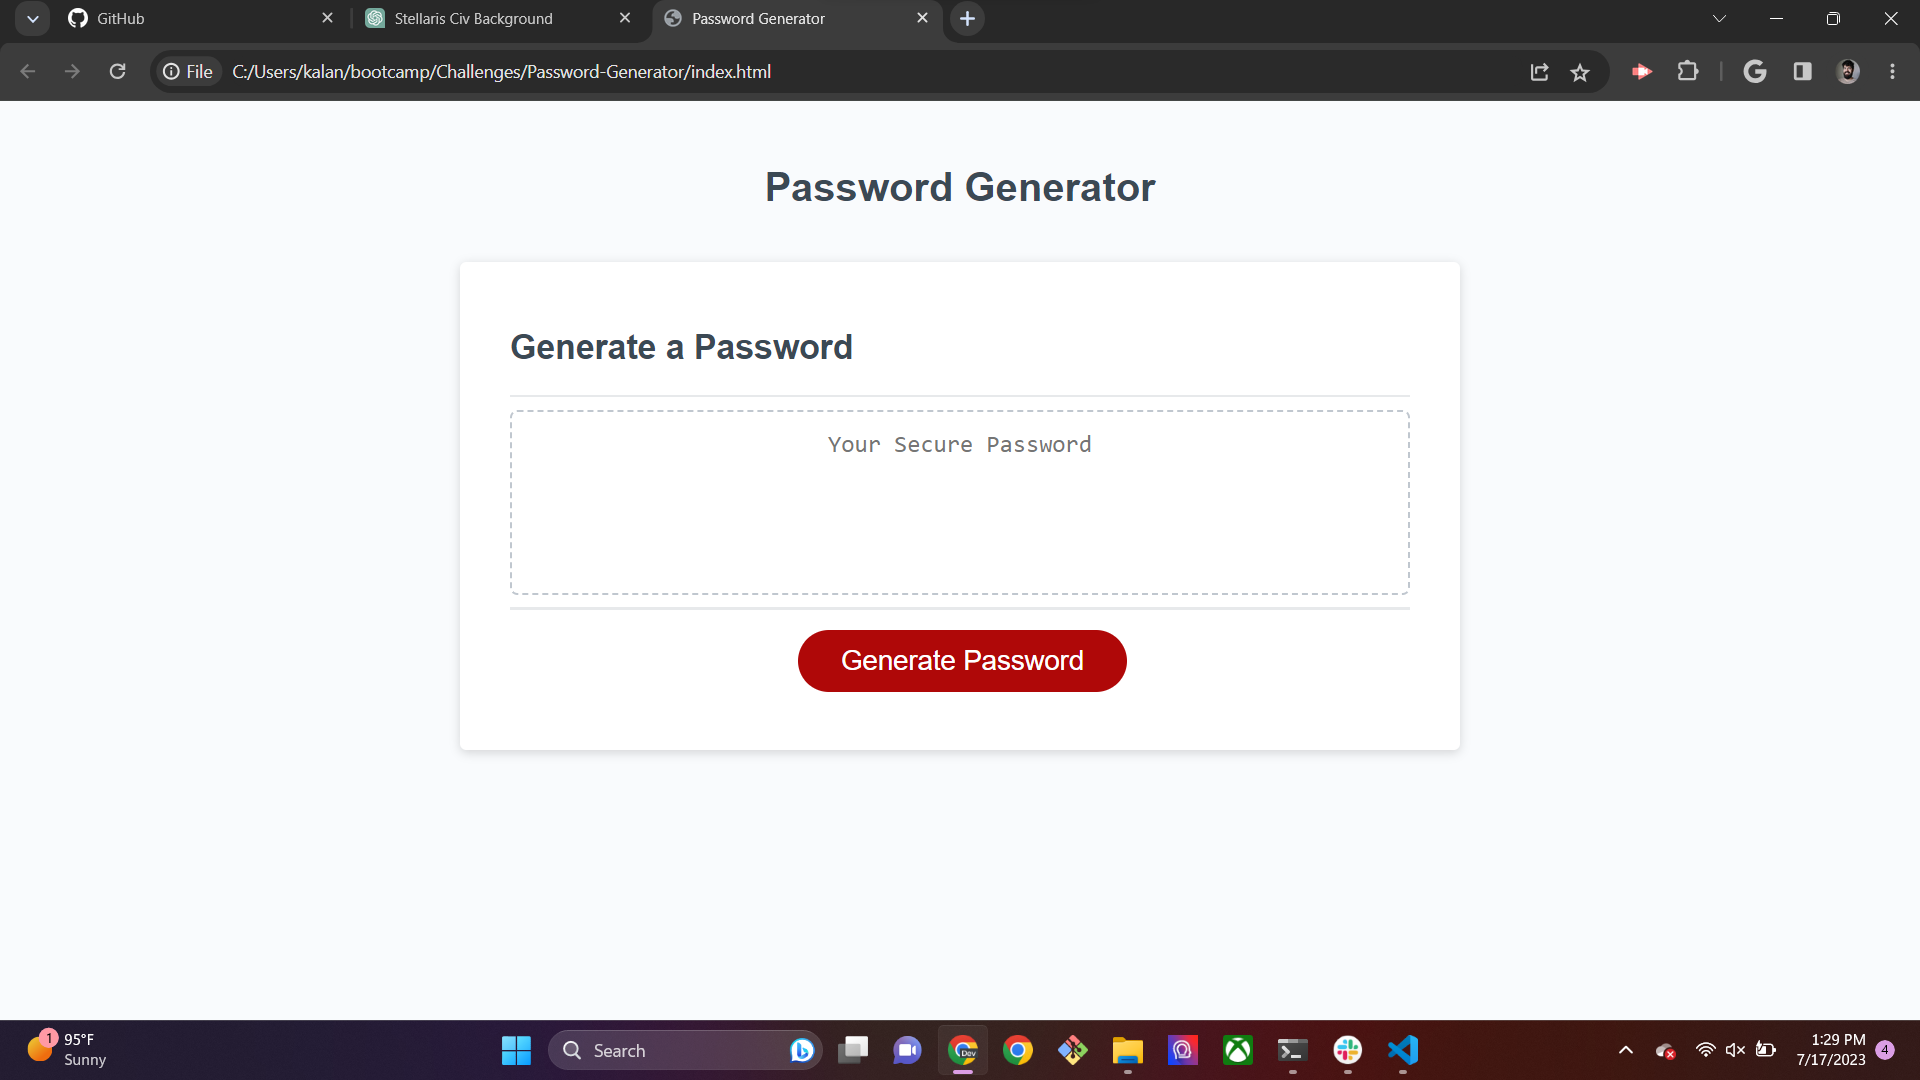 GitHub
Stellaris Civ Background
Password Generator
File
C:/Users/kalan/bootcamp/Challenges/Password-Generator/index.html
Password Generator
Generate a Password
Your Secure Password
Generate Password
1
95°F
Sunny
Search
Dev
1:29 PM
7/17/2023
4